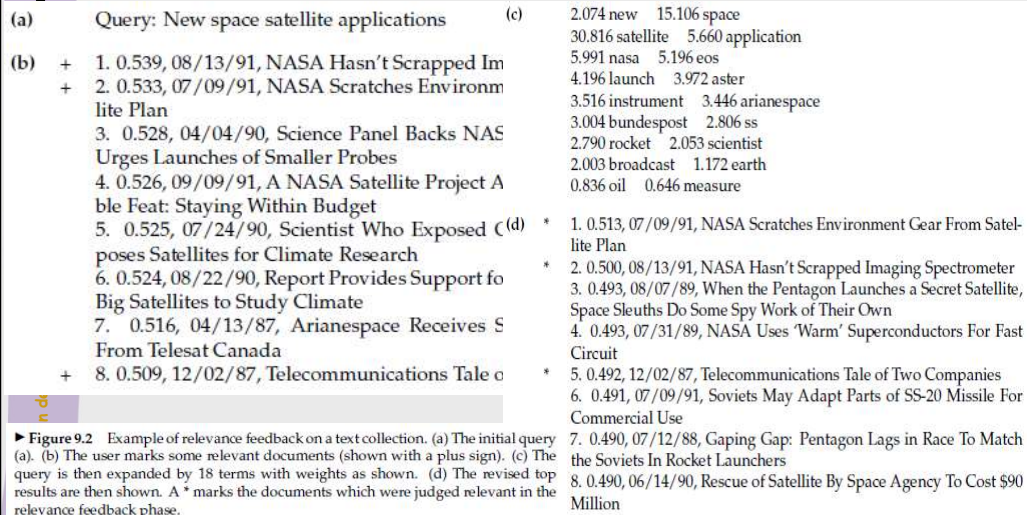 (a) Query: New space satellite applications
(b) + 1. 0.539, 08/13/91, NASA Hasn't Scrapped Im
+ 2. 0.533, 07/09/91, NASA Scratches Environm
lite Plan
3. 0.528, 04/04/90, Science Panel Backs NAS
Urges Launches of Smaller Probes
4. 0.526, 09/09/91, A NASA Satellite Project A
ble Feat: Staying Within Budget
5. 0.525, 07/24/90, Scientist Who Exposed
poses Satellites for Climate Research
6. 0.524, 08/22/90, Report Provides Support fo
Big Satellites to Study Climate
7. 0.516, 04/13/87, Arianespace Receives S
From Telesat Canada
+ 8. 0.509, 12/02/87, Telecommunications Tale o
► Figure 9.2 Example of relevance feedback on a text collection. (a) The initial query
(a). (b) The user marks some relevant documents (shown with a plus sign). (c) The
query is then expanded by 18 terms with weights as shown. (d) The revised top
results are then shown. A * marks the documents which were judged relevant in the
relevance feedback phase.
(c) 2.074 new 15.106 space
30.816 satellite 5.660 application
5.991 nasa 5.196 eos
4.196 launch 3.972 aster
3.516 instrument 3.446 arianespace
3.004 bundespost 2.806 ss
2.790 rocket 2.053 scientist
2.003 broadcast 1.172 earth
0.836 oil 0.646 measure
(d) * 1. 0.513, 07/09/91, NASA Scratches Environment Gear From Satel-
lite Plan
* 2. 0.500, 08/13/91, NASA Hasn't Scrapped Imaging Spectrometer
3. 0.493, 08/07/89, When the Pentagon Launches a Secret Satellite,
Space Sleuths Do Some Spy Work of Their Own
4. 0.493, 07/31/89, NASA Uses 'Warm' Superconductors For Fast
Circuit
* 5. 0.492, 12/02/87, Telecommunications Tale of Two Companies
6. 0.491, 07/09/91, Soviets May Adapt Parts of SS-20 Missile For
Commercial Use
7. 0.490, 07/12/88, Gaping Gap: Pentagon Lags in Race To Match
the Soviets In Rocket Launchers
8. 0.490, 06/14/90, Rescue of Satellite By Space Agency To Cost $90
Million